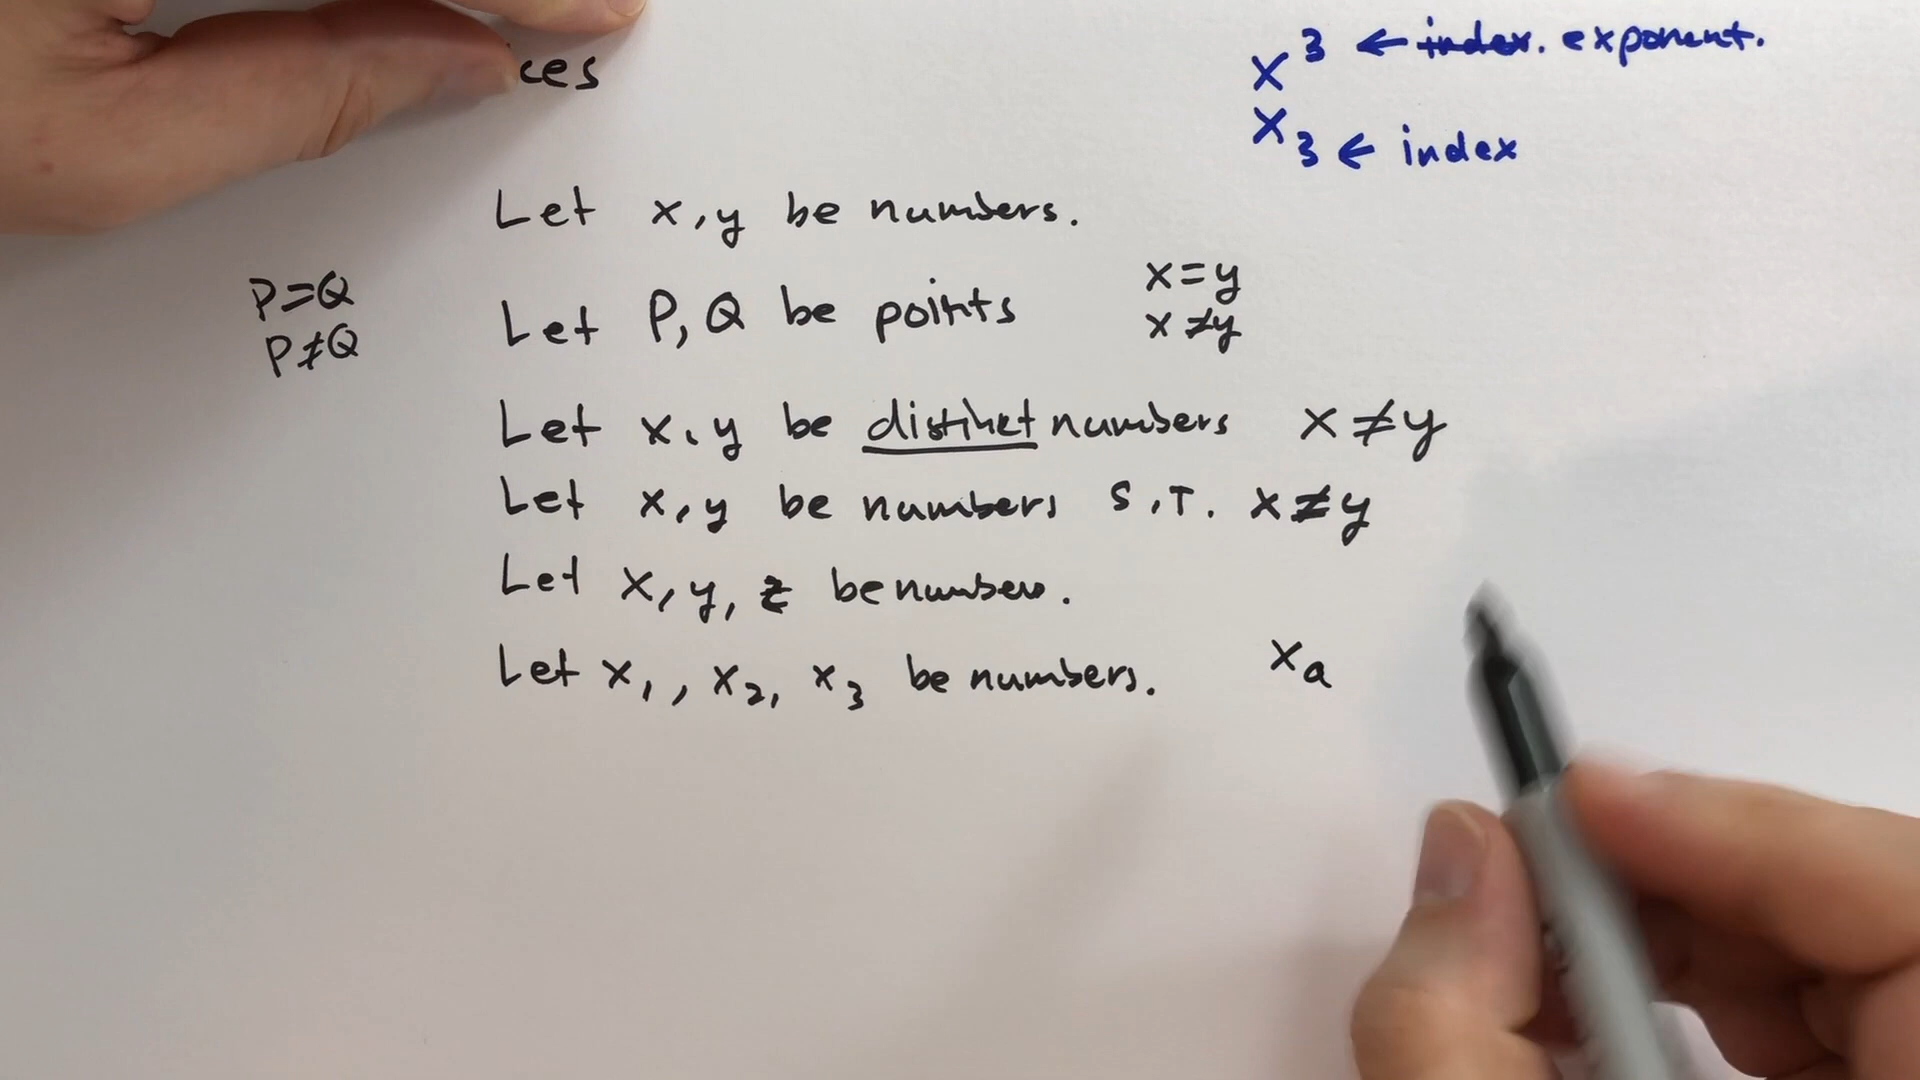 ces
x³ ← index. exponent.
x₃ ← index
Let x, y be numbers.
P=Q
P≠Q
Let P, Q be points
x=y
x≠y
Let x, y be distinct numbers x≠y
Let x, y be numbers S.T. x≠y
Let x, y, z be numbers.
Let x₁, x₂, x₃ be numbers. xₐ